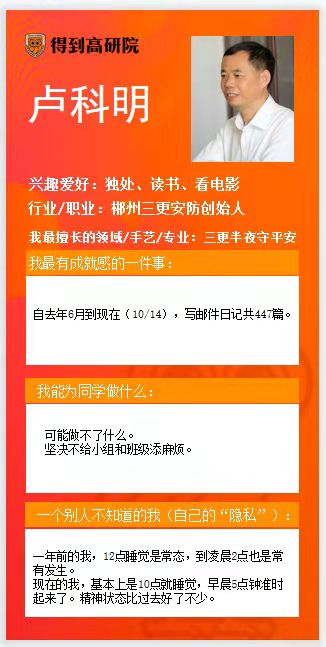 得到高研院
卢科明
兴趣爱好：独处、读书、看电影
行业/职业：郴州三更安防创始人
我最擅长的领域/手艺/专业：三更半夜守平安
我最有成就感的一件事：
自去年6月到现在（10/14），写邮件日记共447篇。
我能为同学做什么：
可能做不了什么。
坚决不给小组和班级添麻烦。
一个别人不知道的我（自己的“隐私”）：
一年前的我，12点睡觉是常态，到凌晨2点也是常
有发生。
现在的我，基本上是10点就睡觉，早晨5点钟准时
起来了。精神状态比过去好了不少。